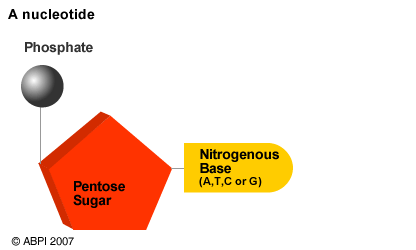 A nucleotide
Phosphate
Nitrogenous
Base
(A,T,C or G)
Pentose
Sugar
© ABPI 2007